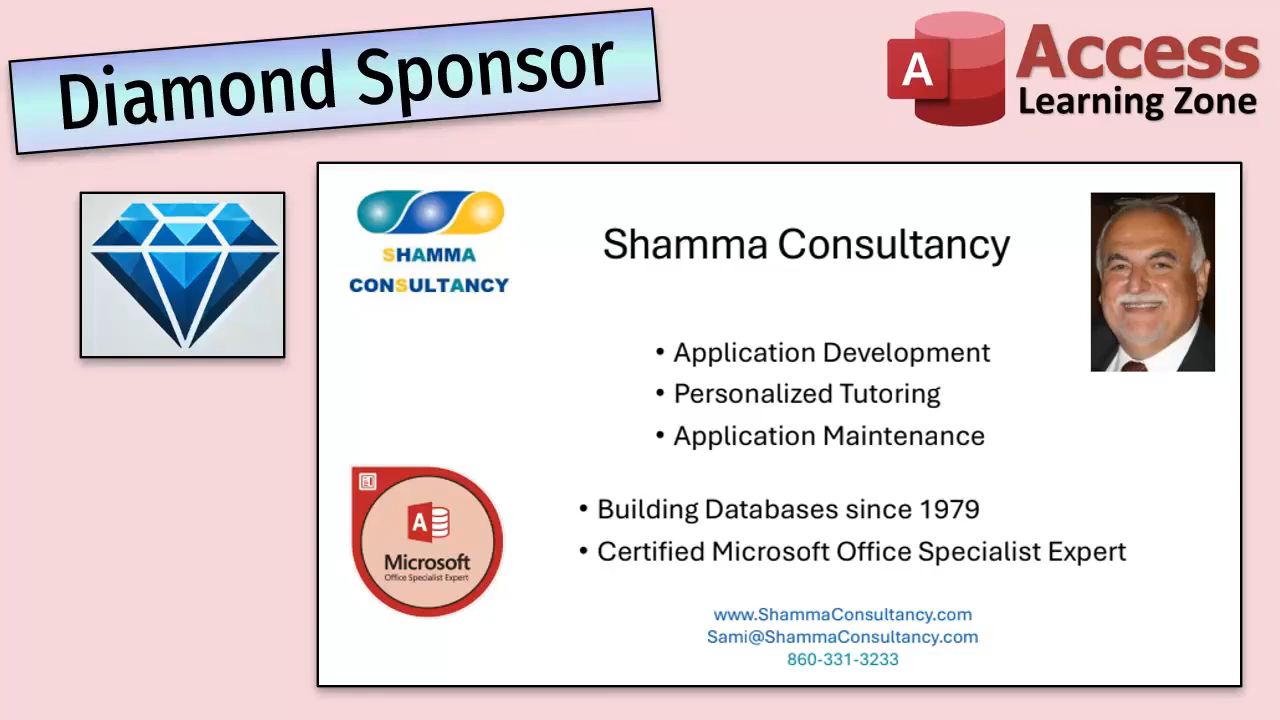 Diamond Sponsor
A
Access
Learning Zone
SHAMMA
CONSULTANCY
Shamma Consultancy
• Application Development
• Personalized Tutoring
• Application Maintenance
A
Microsoft
Office Specialist Expert
• Building Databases since 1979
• Certified Microsoft Office Specialist Expert
www.ShammaConsultancy.com
Sami@ShammaConsultancy.com
860-331-3233